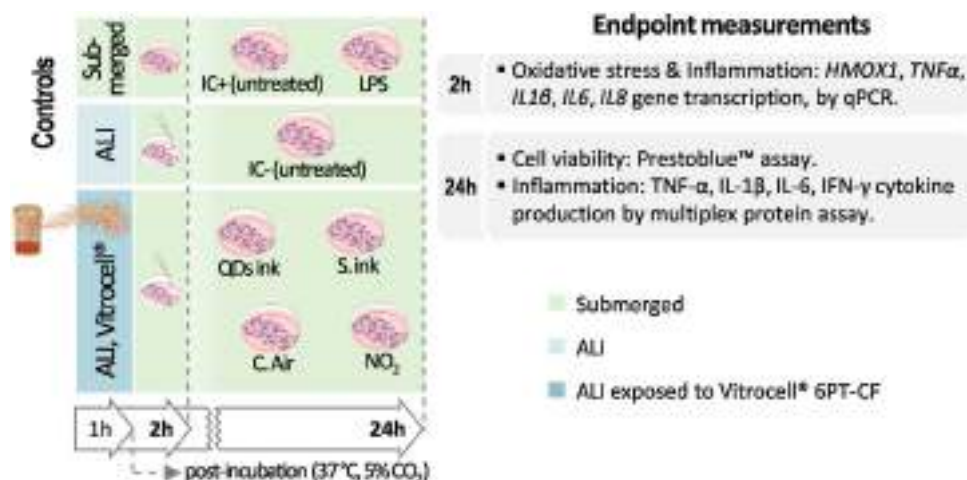 Controls
Sub-
merged
ALI
ALI, Vitrocell®
IC+ (untreated)
LPS
IC- (untreated)
QDs ink
S. ink
C. Air
NO2
1h
2h
24h
post-incubation (37 °C, 5% CO2)
Endpoint measurements
2h
▪ Oxidative stress & Inflammation: HMOX1, TNFα,
IL1β, IL6, IL8 gene transcription, by qPCR.
24h
▪ Cell viability: Prestoblue™ assay.
▪ Inflammation: TNF-α, IL-1β, IL-6, IFN-γ cytokine
production by multiplex protein assay.
Submerged
ALI
ALI exposed to Vitrocell® 6PT-CF